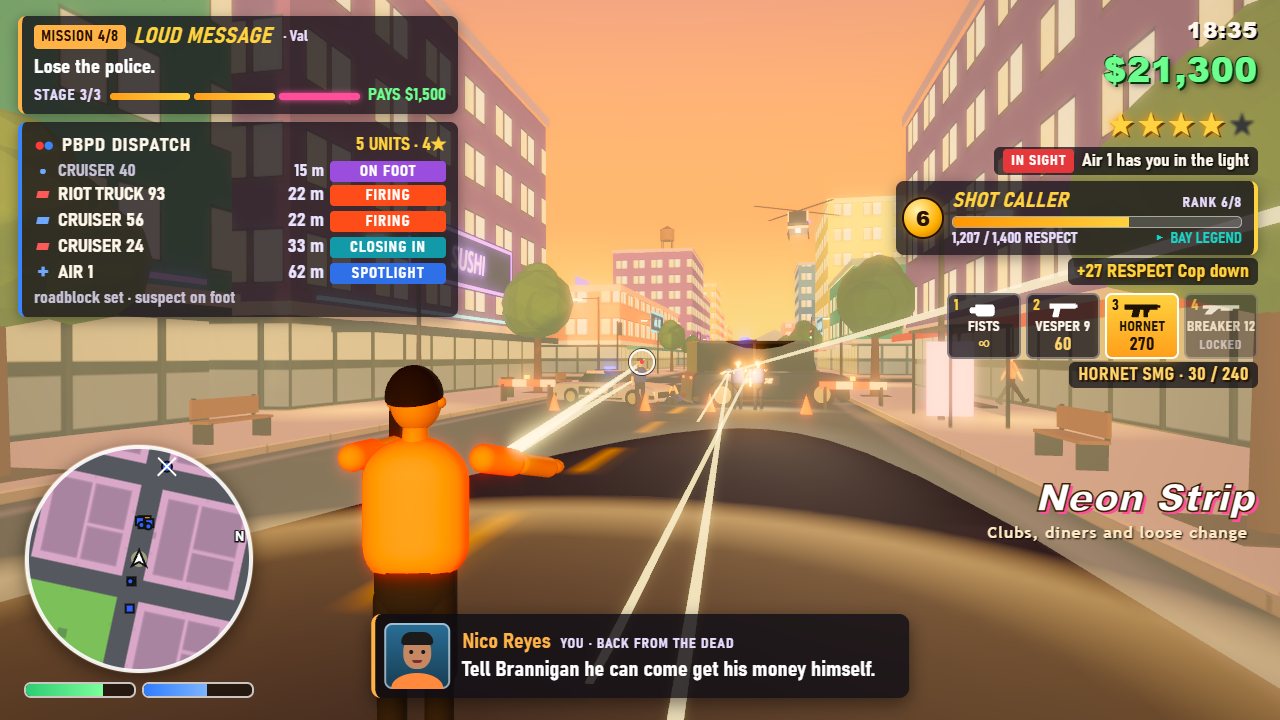 MISSION 4/8 LOUD MESSAGE · Val
Lose the police.
STAGE 3/3 PAYS $1,500
PBPD DISPATCH 5 UNITS · 4★
CRUISER 40 15 m ON FOOT
RIOT TRUCK 93 22 m FIRING
CRUISER 56 22 m FIRING
CRUISER 24 33 m CLOSING IN
AIR 1 62 m SPOTLIGHT
roadblock set · suspect on foot
18:35
$21,300
IN SIGHT Air 1 has you in the light
6 SHOT CALLER RANK 6/8
1,207 / 1,400 RESPECT ▸ BAY LEGEND
+27 RESPECT Cop down
1 FISTS ∞
2 VESPER 9 60
3 HORNET 270
4 BREAKER 12 LOCKED
HORNET SMG · 30 / 240
SUSHI
Neon Strip
Clubs, diners and loose change
N
Nico Reyes YOU · BACK FROM THE DEAD
Tell Brannigan he can come get his money himself.